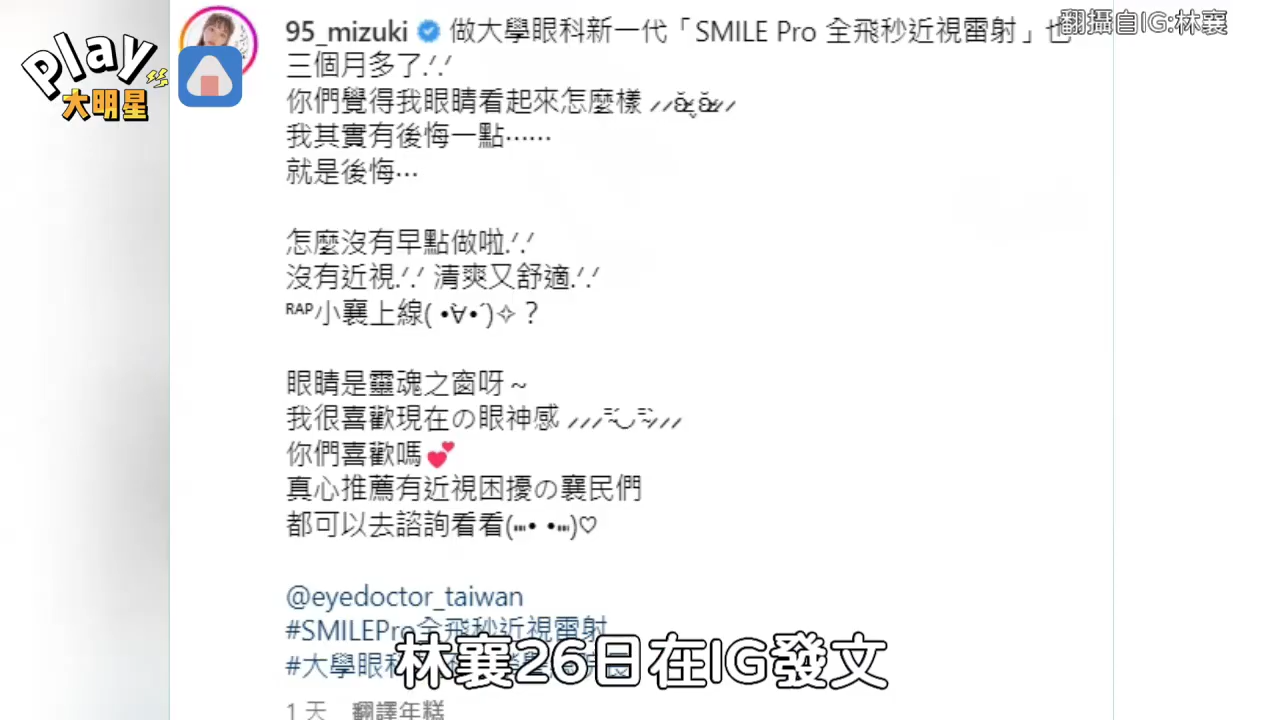 Play
大明星
翻攝自IG:林襄
95_mizuki 做大學眼科新一代「SMILE Pro 全飛秒近視雷射」也
三個月多了.ᐟ.ᐟ
你們覺得我眼睛看起來怎麼樣
我其實有後悔一點⋯⋯
就是後悔⋯
怎麼沒有早點做啦.ᐟ.ᐟ
沒有近視.ᐟ.ᐟ 清爽又舒適.ᐟ.ᐟ
ᴿᴬᴾ小襄上線( •̀∀•́ )✧？
眼睛是靈魂之窗呀～
我很喜歡現在の眼神感
你們喜歡嗎💕
真心推薦有近視困擾の襄民們
都可以去諮詢看看(⑉• •⑉)♡
@eyedoctor_taiwan
#SMILEPro全飛秒近視雷射
#大學眼科
林襄26日在IG發文
1 天 翻譯年糕